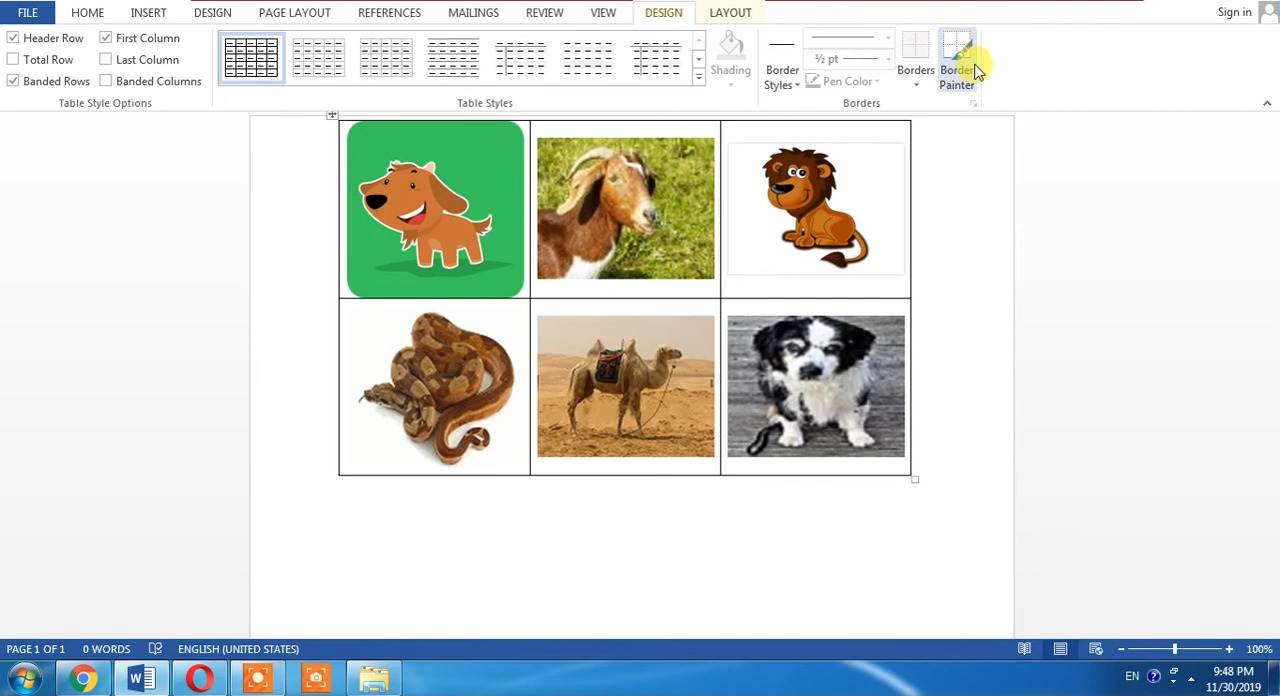 FILE HOME INSERT DESIGN PAGE LAYOUT REFERENCES MAILINGS REVIEW VIEW DESIGN LAYOUT Sign in
Header Row First Column
Total Row Last Column
Banded Rows Banded Columns
Table Style Options
Table Styles
Shading
Border Styles
½ pt
Pen Color
Borders
Border Painter
Borders
PAGE 1 OF 1 0 WORDS ENGLISH (UNITED STATES) 100%
EN 9:48 PM
11/30/2019